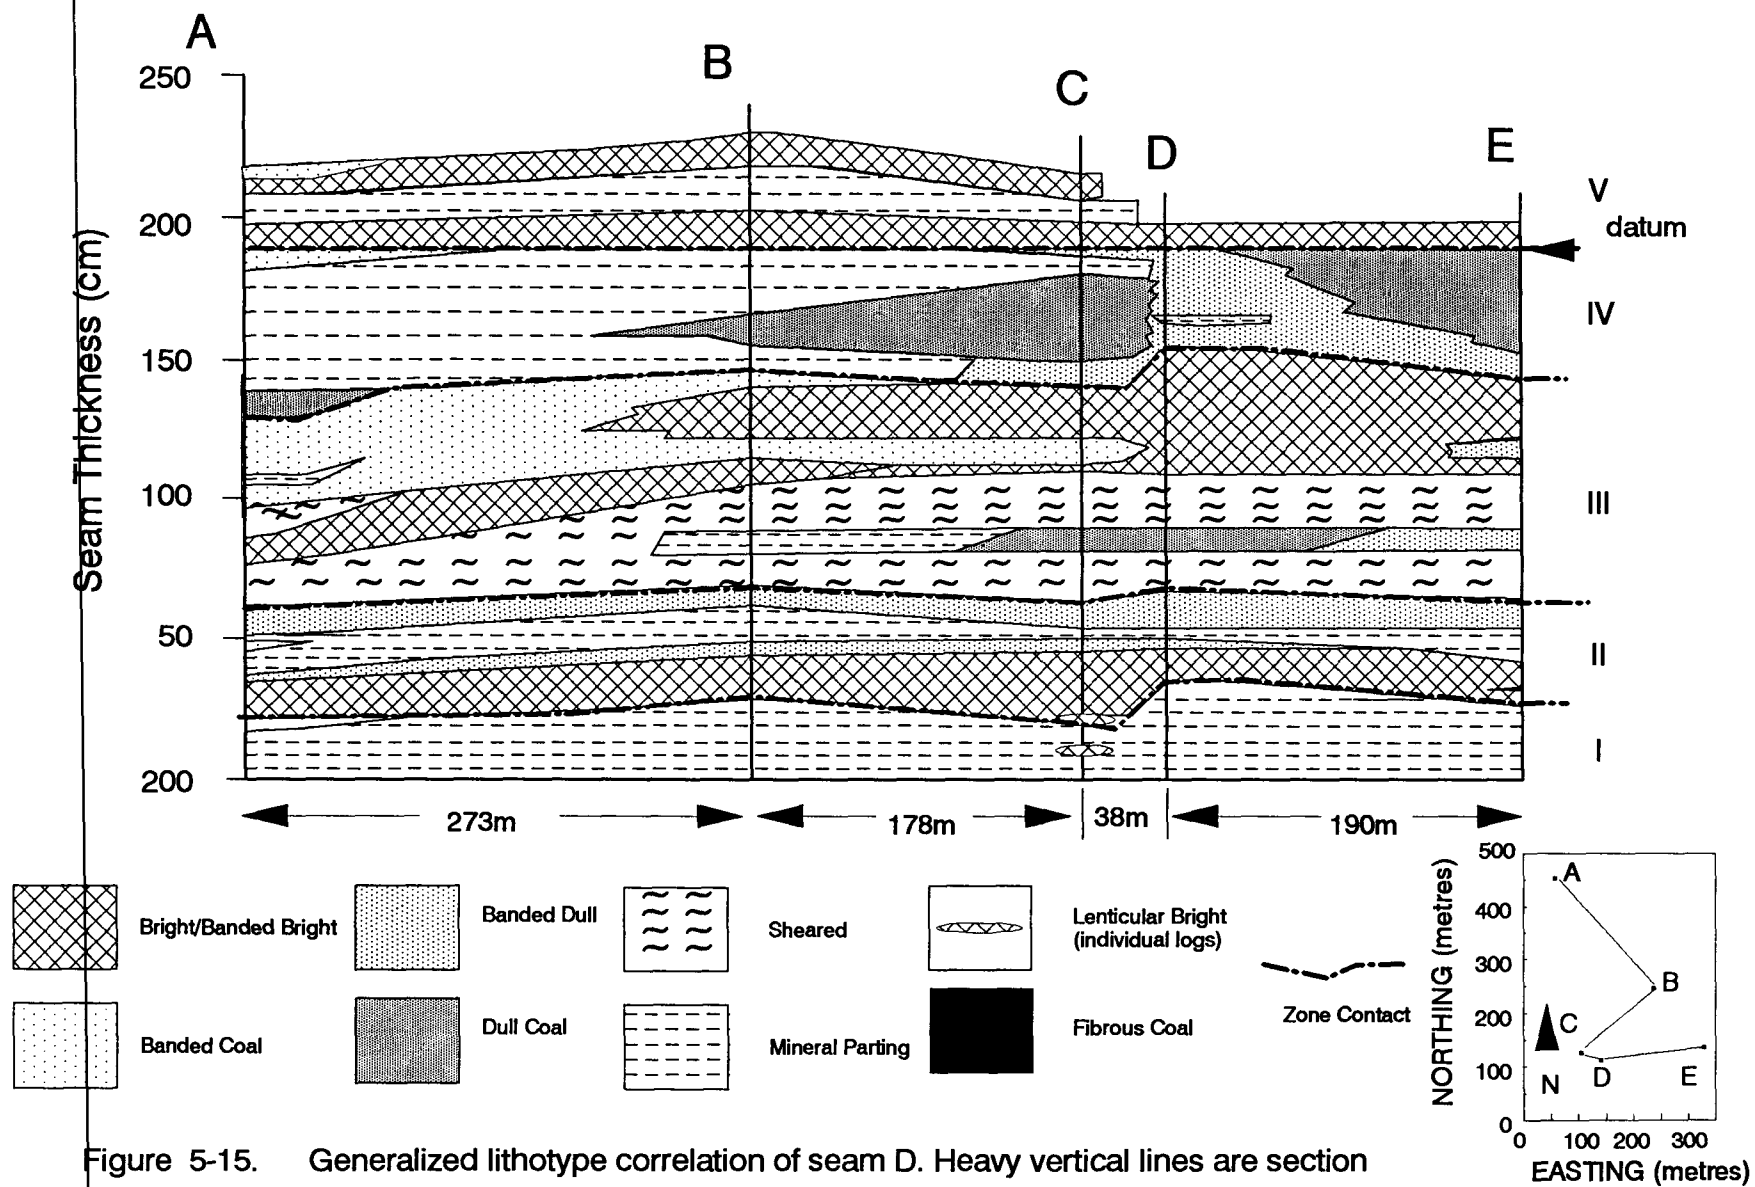 A
B
C
D
E
250
200
150
100
50
200
Seam Thickness (cm)
V
datum
IV
III
II
I
273m
178m
38m
190m
Bright/Banded Bright
Banded Dull
Sheared
Lenticular Bright
(individual logs)
Banded Coal
Dull Coal
Mineral Parting
Fibrous Coal
Zone Contact
NORTHING (metres)
500
400
300
200
100
0
A
B
C
D
E
N
0 100 200 300
EASTING (metres)
Figure 5-15. Generalized lithotype correlation of seam D. Heavy vertical lines are section